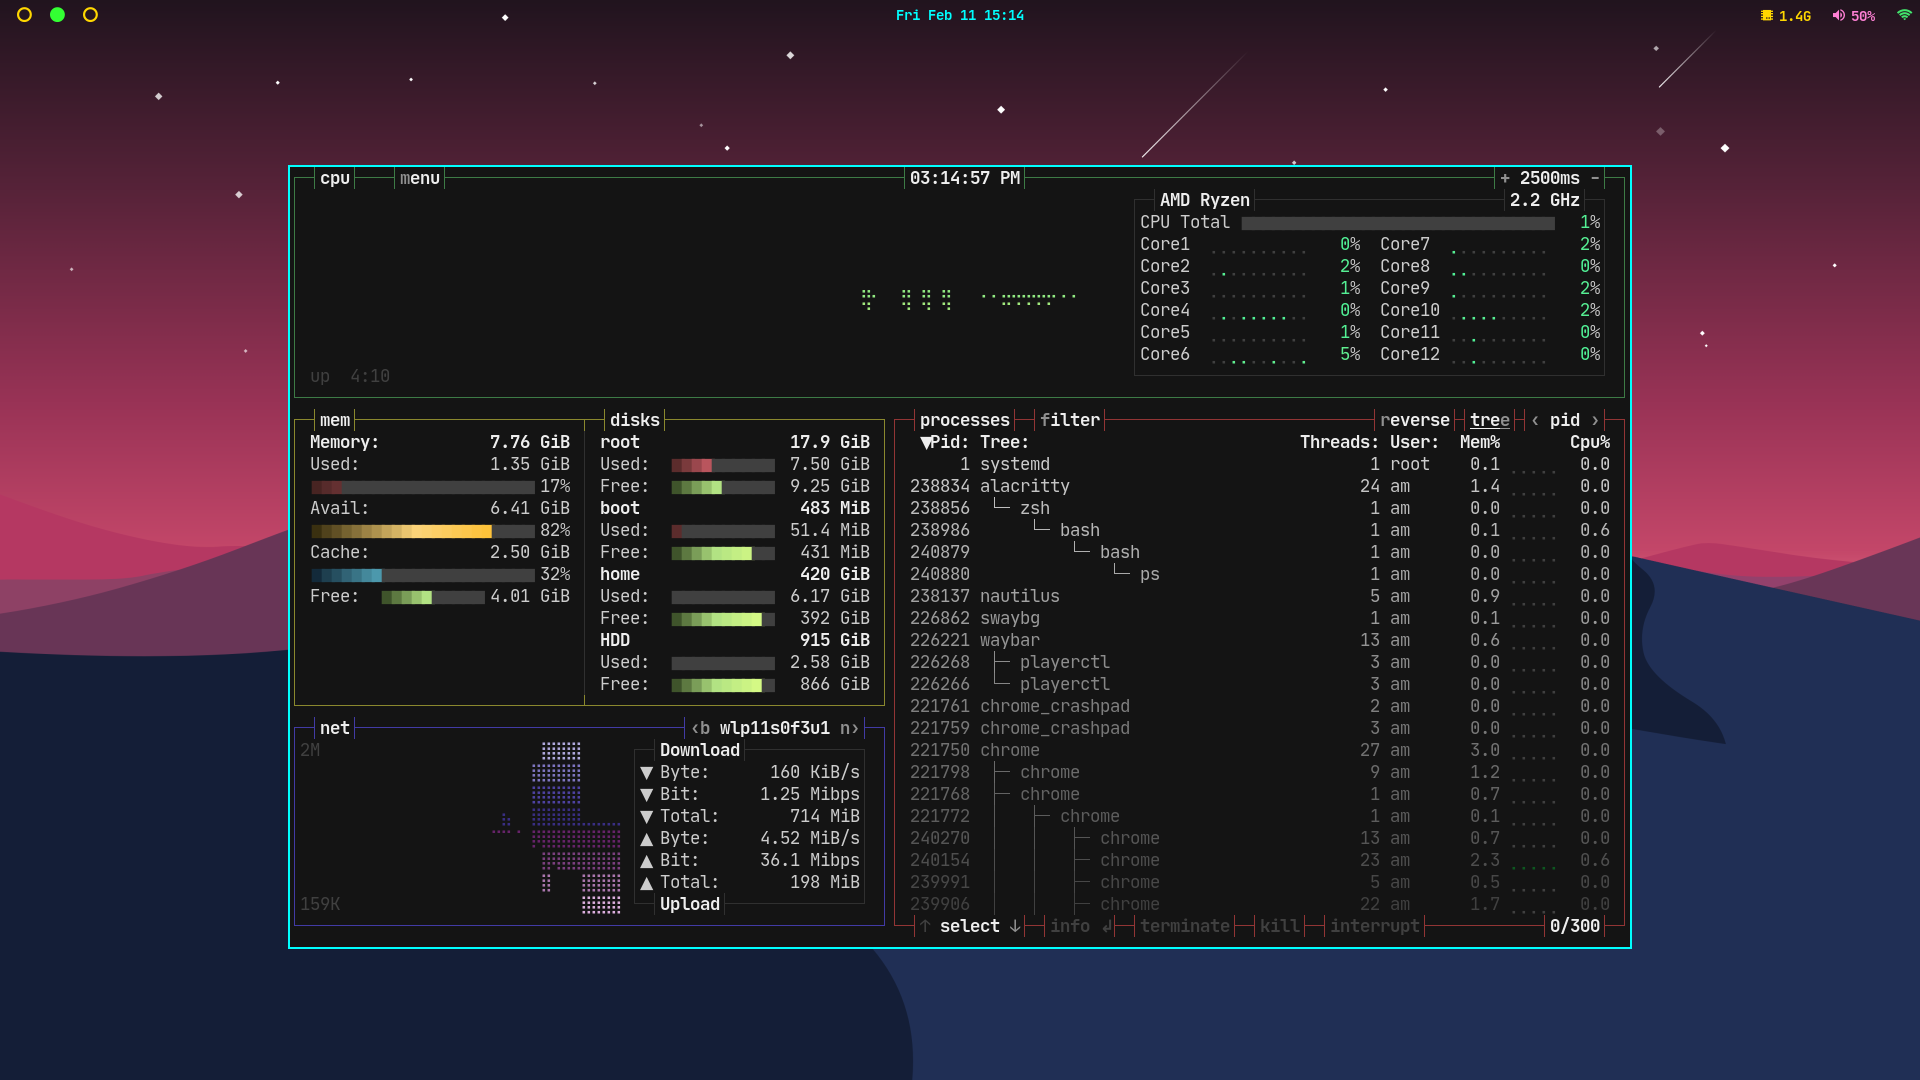 Fri Feb 11 15:14
1.4G 50%
cpu menu 03:14:57 PM + 2500ms -
AMD Ryzen 2.2 GHz
CPU Total 1%
Core1 0% Core7 2%
Core2 2% Core8 0%
Core3 1% Core9 2%
Core4 0% Core10 2%
Core5 1% Core11 0%
Core6 5% Core12 0%
up 4:10
mem
Memory: 7.76 GiB
Used: 1.35 GiB
17%
Avail: 6.41 GiB
82%
Cache: 2.50 GiB
32%
Free: 4.01 GiB
disks
root 17.9 GiB
Used: 7.50 GiB
Free: 9.25 GiB
boot 483 MiB
Used: 51.4 MiB
Free: 431 MiB
home 420 GiB
Used: 6.17 GiB
Free: 392 GiB
HDD 915 GiB
Used: 2.58 GiB
Free: 866 GiB
net ‹b wlp11s0f3u1 n›
2M
159K
Download
▼ Byte: 160 KiB/s
▼ Bit: 1.25 Mibps
▼ Total: 714 MiB
▲ Byte: 4.52 MiB/s
▲ Bit: 36.1 Mibps
▲ Total: 198 MiB
Upload
processes filter reverse tree ‹ pid ›
▼Pid: Tree: Threads: User: Mem% Cpu%
1 systemd 1 root 0.1 0.0
238834 alacritty 24 am 1.4 0.0
238856 zsh 1 am 0.0 0.0
238986 bash 1 am 0.1 0.6
240879 bash 1 am 0.0 0.0
240880 ps 1 am 0.0 0.0
238137 nautilus 5 am 0.9 0.0
226862 swaybg 1 am 0.1 0.0
226221 waybar 13 am 0.6 0.0
226268 playerctl 3 am 0.0 0.0
226266 playerctl 3 am 0.0 0.0
221761 chrome_crashpad 2 am 0.0 0.0
221759 chrome_crashpad 3 am 0.0 0.0
221750 chrome 27 am 3.0 0.0
221798 chrome 9 am 1.2 0.0
221768 chrome 1 am 0.7 0.0
221772 chrome 1 am 0.1 0.0
240270 chrome 13 am 0.7 0.0
240154 chrome 23 am 2.3 0.6
239991 chrome 5 am 0.5 0.0
239906 chrome 22 am 1.7 0.0
↑ select ↓ info ↲ terminate kill interrupt 0/300